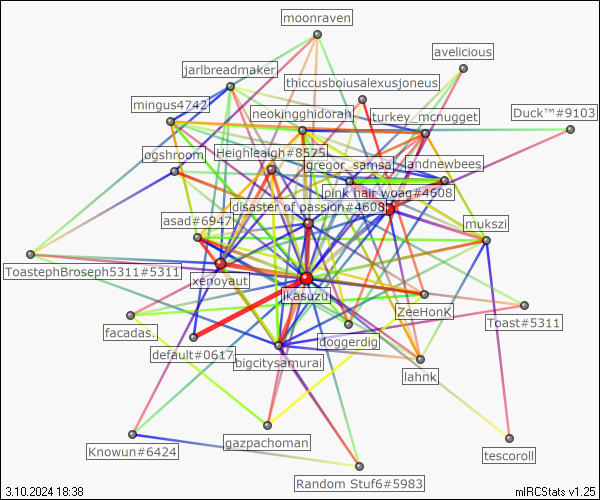 moonraven
avelicious
jarlbreadmaker
thiccusboiusalexusjoneus
mingus4742
neokingghidorah
turkey_mcnugget
Duck™#9103
ogshroom
Heighleaigh#8575
gregor_samsa
landnewbees
pink hair woag#4608
disaster of passion#4608
asad#6947
mukszi
ToastephBroseph5311#5311
xenoyaut
ikasuzu
ZeeHonK
Toast#5311
facadas.
doggerdig
default#0617
bigcitysamurai
lahnk
Knowun#6424
gazpachoman
tescoroll
Random Stuf6#5983
3.10.2024 18:38
mIRCStats v1.25